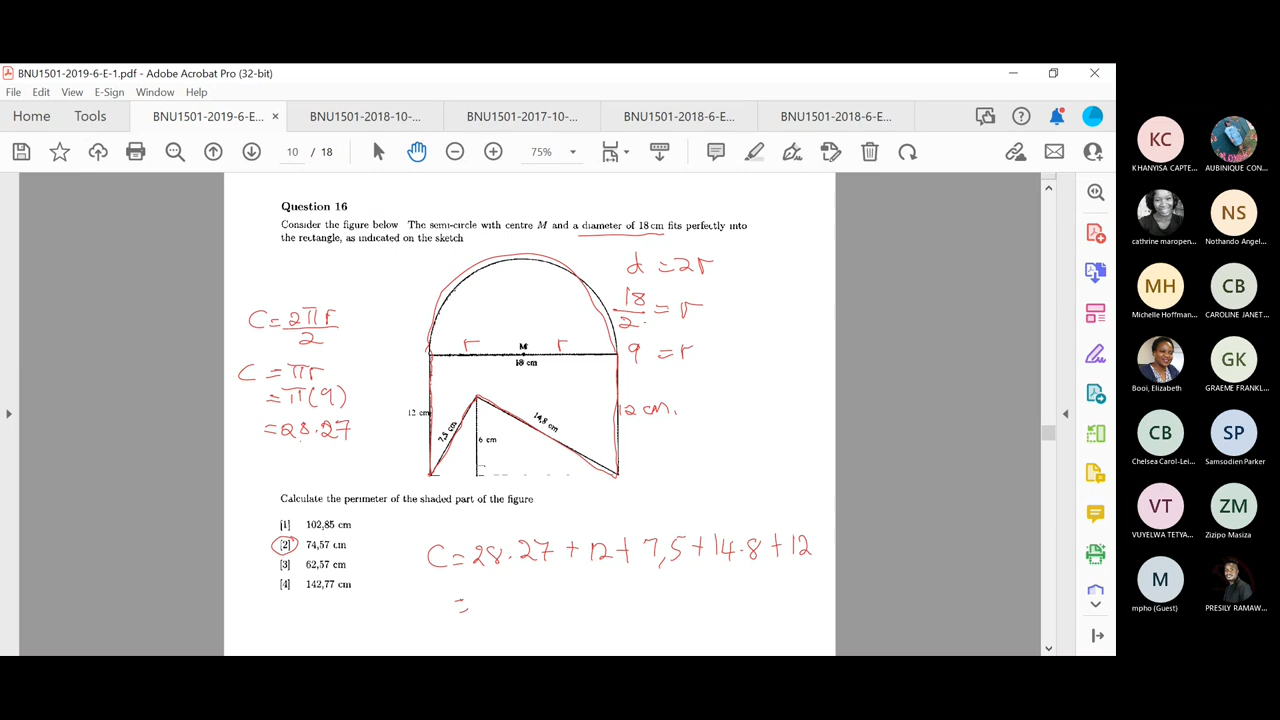 BNU1501-2019-6-E-1.pdf - Adobe Acrobat Pro (32-bit)
File Edit View E-Sign Window Help
Home Tools BNU1501-2019-6-E... × BNU1501-2018-10-... BNU1501-2017-10-... BNU1501-2018-6-E... BNU1501-2018-6-E...
10 / 18 75%
Question 16
Consider the figure below The semi-circle with centre M and a diameter of 18 cm fits perfectly into
the rectangle, as indicated on the sketch
d = 2r
18/2 = r
9 = r
C = 2πr/2
C = πr
= π(9)
= 28.27
r M r
18 cm
12 cm
12 cm.
7,5 cm
6 cm
14,8 cm
Calculate the perimeter of the shaded part of the figure
[1] 102,85 cm
[2] 74,57 cm
[3] 62,57 cm
[4] 142,77 cm
C = 28.27 + 12 + 7,5 + 14.8 + 12
=
KC
KHANYISA CAPTE...
AUBINIQUE CON...
cathrine maropen...
NS
Nothando Angel...
MH
Michelle Hoffman...
CB
CAROLINE JANET...
Booi, Elizabeth
GK
GRAEME FRANKL...
CB
Chelsea Carol-Lei...
SP
Samsodien Parker
VT
VUYELWA TETYA...
ZM
Zizipo Masiza
M
mpho (Guest)
PRESILY RAMAW...